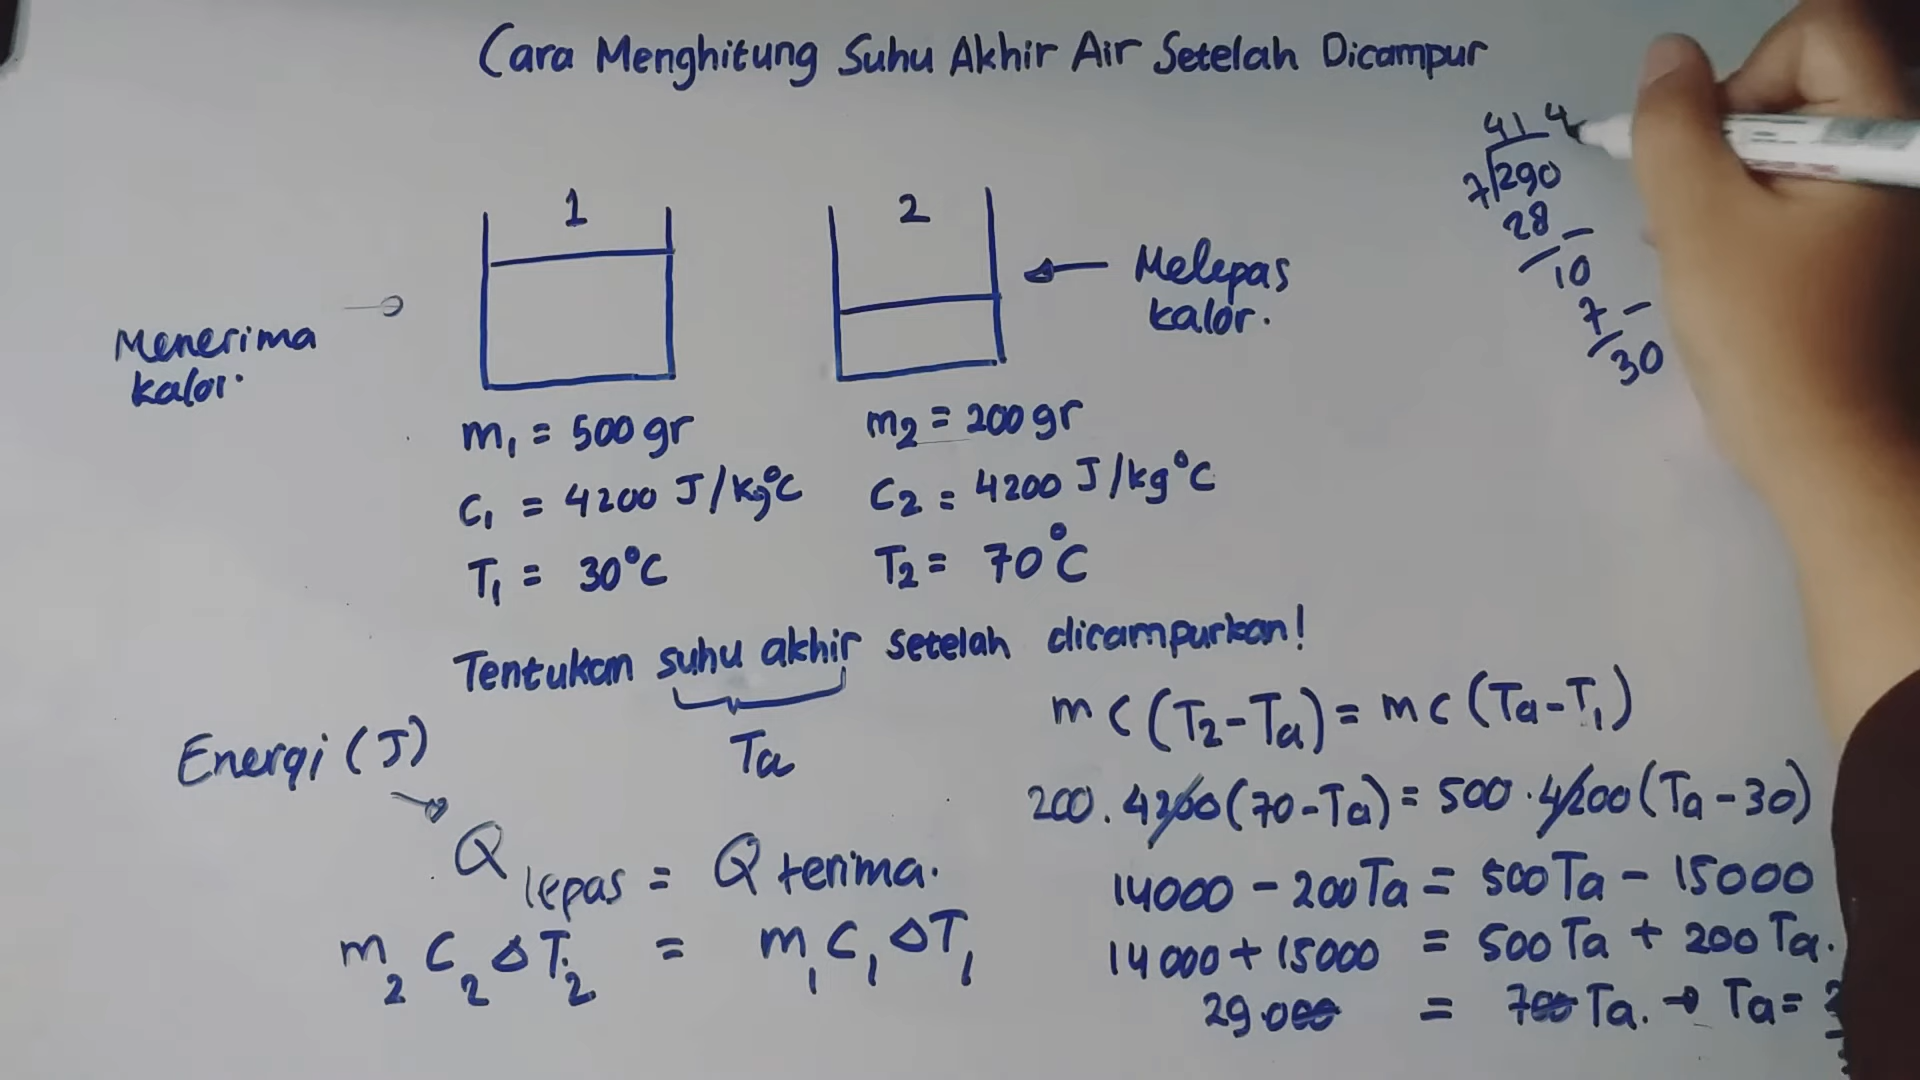 Cara Menghitung Suhu Akhir Air Setelah Dicampur
41 4
7 290
28 -
10
7 -
30
1
2
Menerima
kalor.
Melepas
kalor.
m1 = 500 gr
C1 = 4200 J/kg°C
T1 = 30°C
m2 = 200 gr
C2 = 4200 J/kg°C
T2 = 70°C
Tentukan suhu akhir setelah dicampurkan!
Ta
Energi (J)
Q lepas = Q terima.
m2 C2 ΔT2 = m1 C1 ΔT1
m C (T2 - Ta) = m C (Ta - T1)
200 . 4200 (70 - Ta) = 500 . 4200 (Ta - 30)
14000 - 200 Ta = 500 Ta - 15000
14000 + 15000 = 500 Ta + 200 Ta.
29.000 = 700 Ta. → Ta =